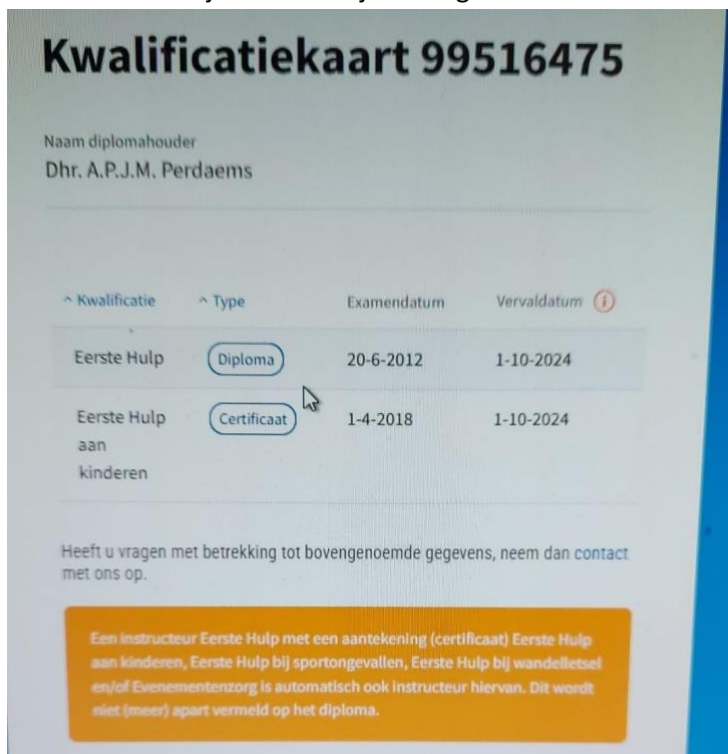 Kwalificatiekaart 99516475
Naam diplomahouder
Dhr. A.P.J.M. Perdaems
^ Kwalificatie ^ Type Examendatum Vervaldatum
Eerste Hulp Diploma 20-6-2012 1-10-2024
Eerste Hulp Certificaat 1-4-2018 1-10-2024
aan
kinderen
Heeft u vragen met betrekking tot bovengenoemde gegevens, neem dan contact
met ons op.
Een instructeur Eerste Hulp met een aantekening (certificaat) Eerste Hulp
aan kinderen, Eerste Hulp bij sportongevallen, Eerste Hulp bij wandelletsel
en/of Evenementenzorg is automatisch ook instructeur hiervan. Dit wordt
niet (meer) apart vermeld op het diploma.